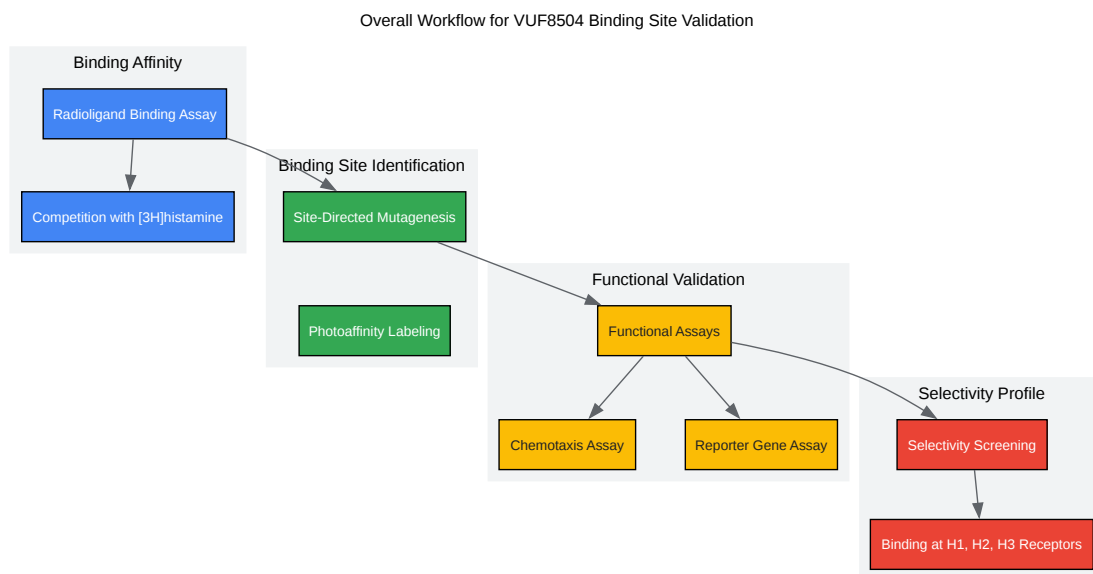 Overall Workflow for VUF8504 Binding Site Validation
Binding Affinity
Radioligand Binding Assay
Competition with [3H]histamine
Binding Site Identification
Site-Directed Mutagenesis
Photoaffinity Labeling
Functional Validation
Functional Assays
Chemotaxis Assay
Reporter Gene Assay
Selectivity Profile
Selectivity Screening
Binding at H1, H2, H3 Receptors